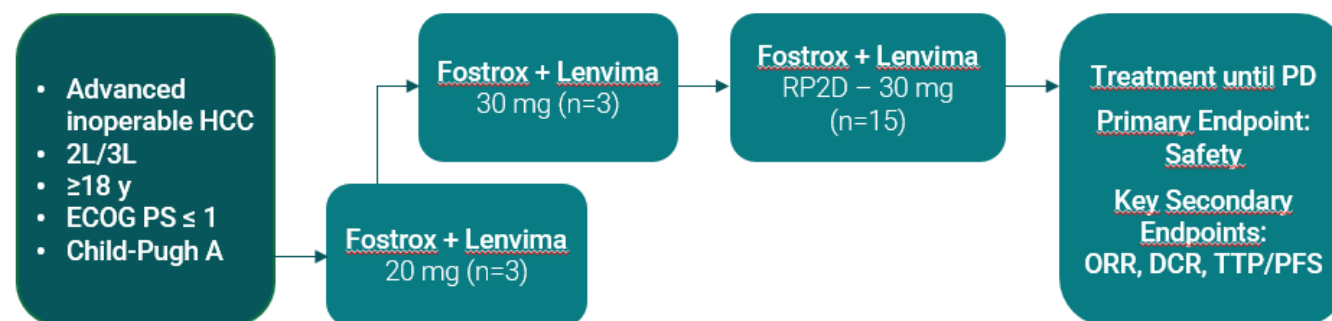 • Advanced
inoperable HCC
• 2L/3L
• ≥18 y
• ECOG PS ≤ 1
• Child-Pugh A
Fostrox + Lenvima
20 mg (n=3)
Fostrox + Lenvima
30 mg (n=3)
Fostrox + Lenvima
RP2D – 30 mg
(n=15)
Treatment until PD
Primary Endpoint:
Safety
Key Secondary
Endpoints:
ORR, DCR, TTP/PFS